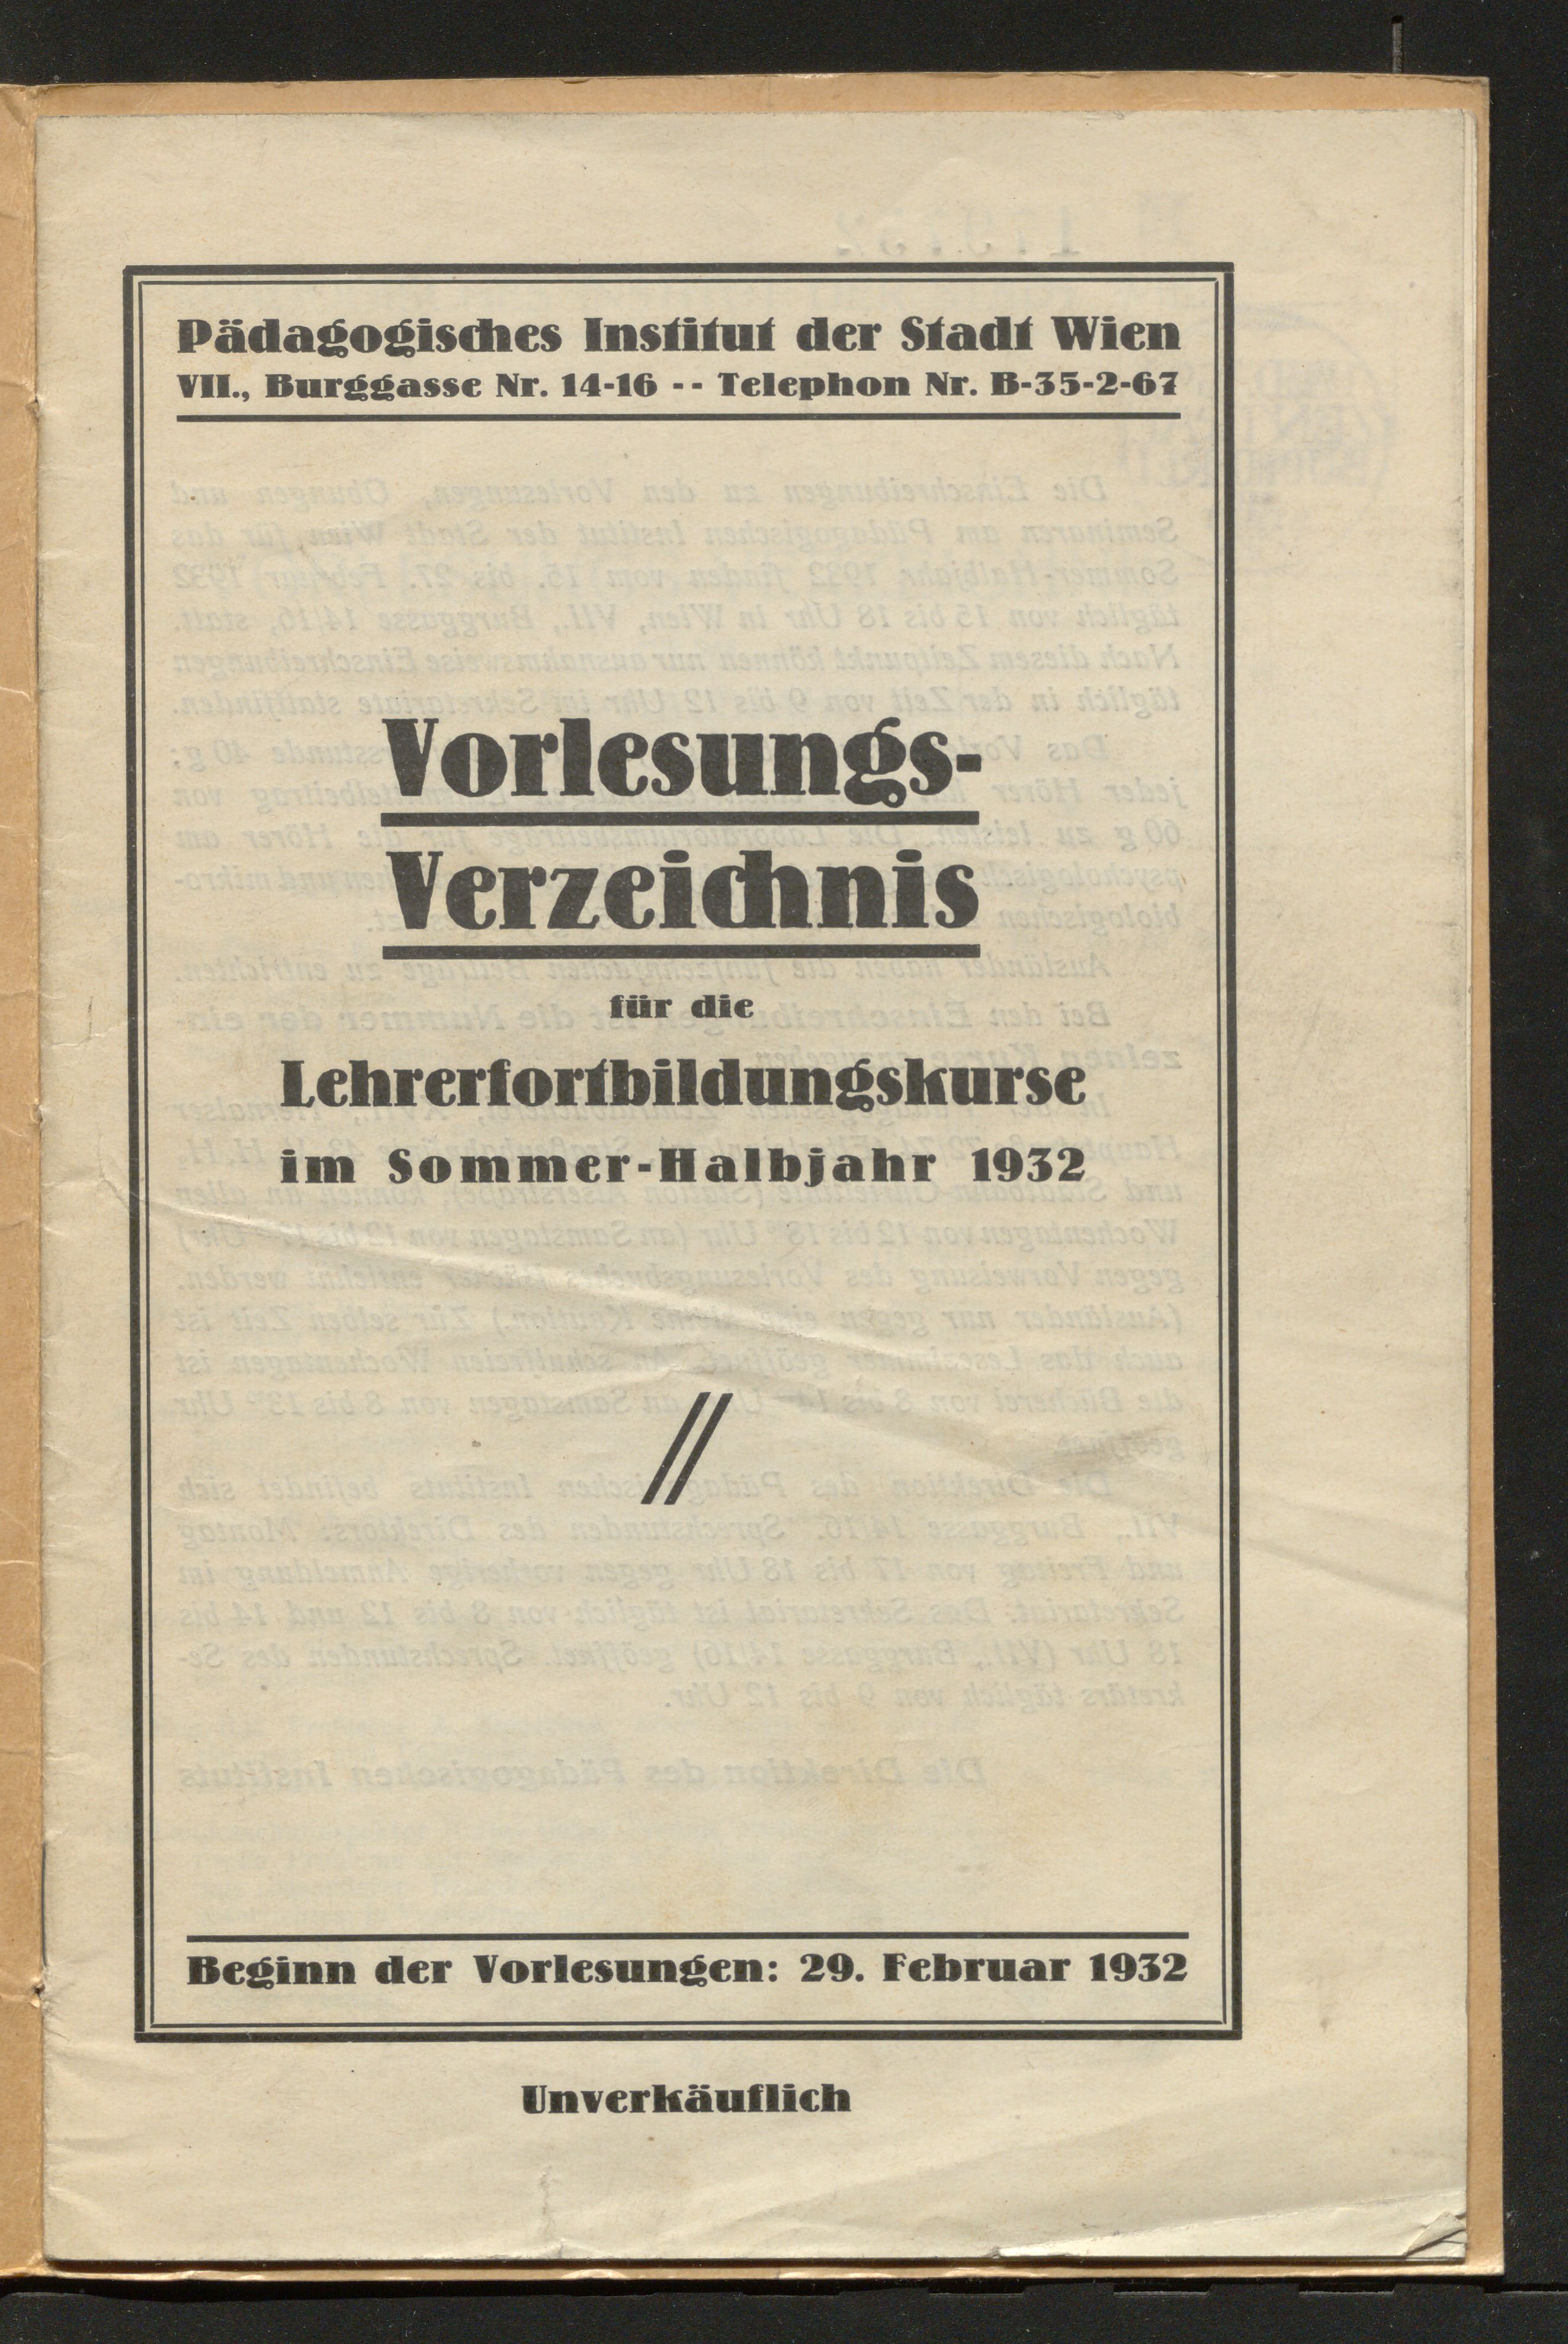 Pädagogisches Institut der Stadt Wien
VII., Burggasse Nr. 14-16 -- Telephon Nr. B-35-2-67
Vorlesungs-
Verzeichnis
für die
Lehrerfortbildungskurse
im Sommer-Halbjahr 1932
//
Beginn der Vorlesungen: 29. Februar 1932
Unverkäuflich